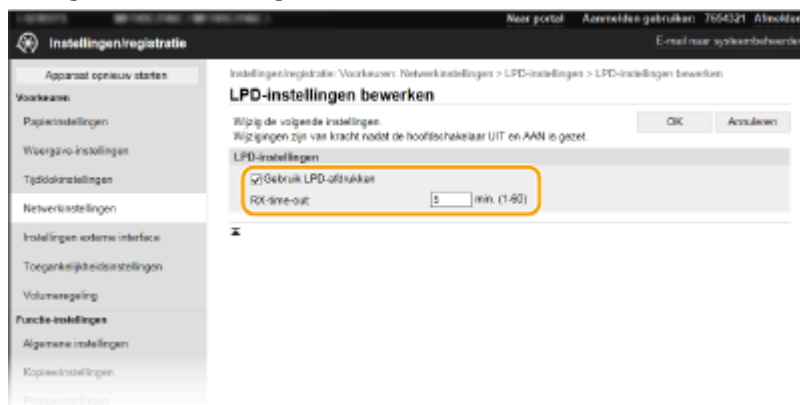 Naar portal Aanmelden gebruiker: 7654321 Afmelden
Instellingen/registratie
E-mail naar systeembeheerder
Apparaat opnieuw starten
Voorkeuren
Papierinstellingen
Weergave-instellingen
Tijdklokinstellingen
Netwerkinstellingen
Instellingen externe interface
Toegankelijkheidsinstellingen
Volumeregeling
Functie-instellingen
Algemene instellingen
Kopieerinstellingen
Instellingen/registratie: Voorkeuren: Netwerkinstellingen > LPD-instellingen > LPD-instellingen bewerken
LPD-instellingen bewerken
Wijzig de volgende instellingen.
Wijzigingen zijn van kracht nadat de hoofdschakelaar UIT en AAN is gezet.
OK Annuleren
LPD-instellingen
Gebruik LPD-afdrukken
RX-time-out: 5 min. (1-60)